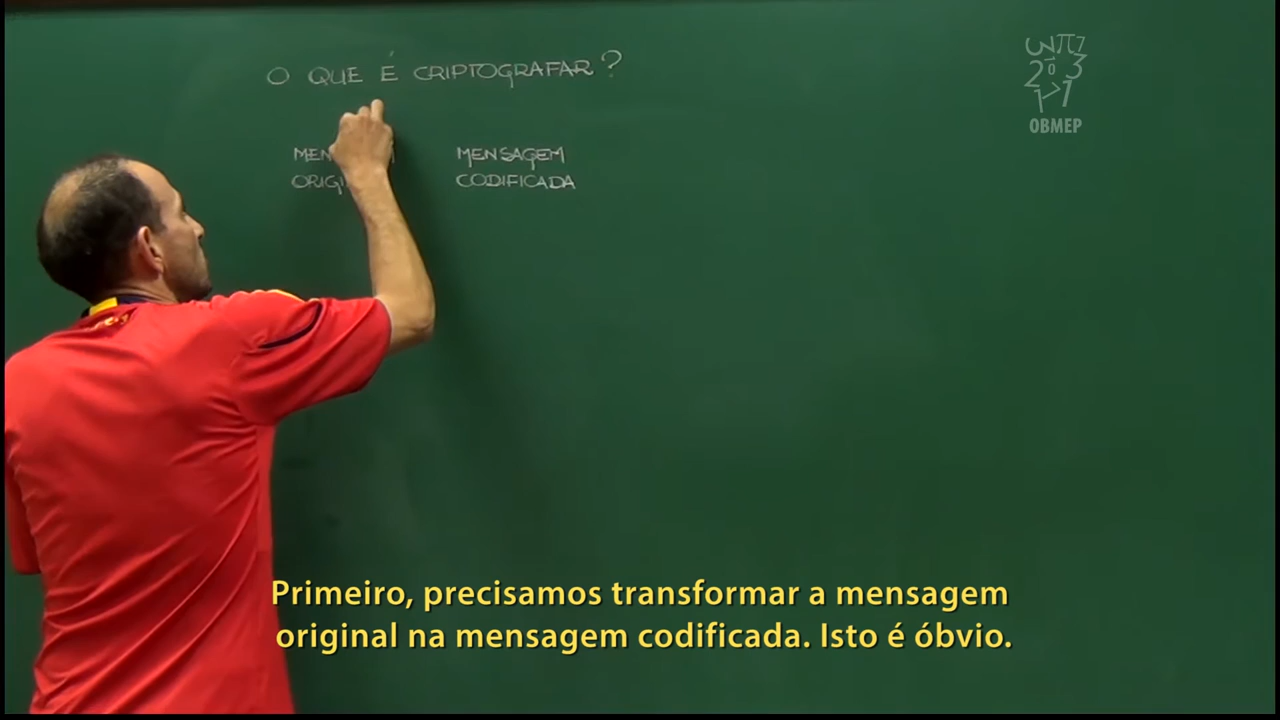 O QUE É CRIPTOGRAFAR?
MENSAGEM
CODIFICADA
OBMEP
Primeiro, precisamos transformar a mensagem
original na mensagem codificada. Isto é óbvio.